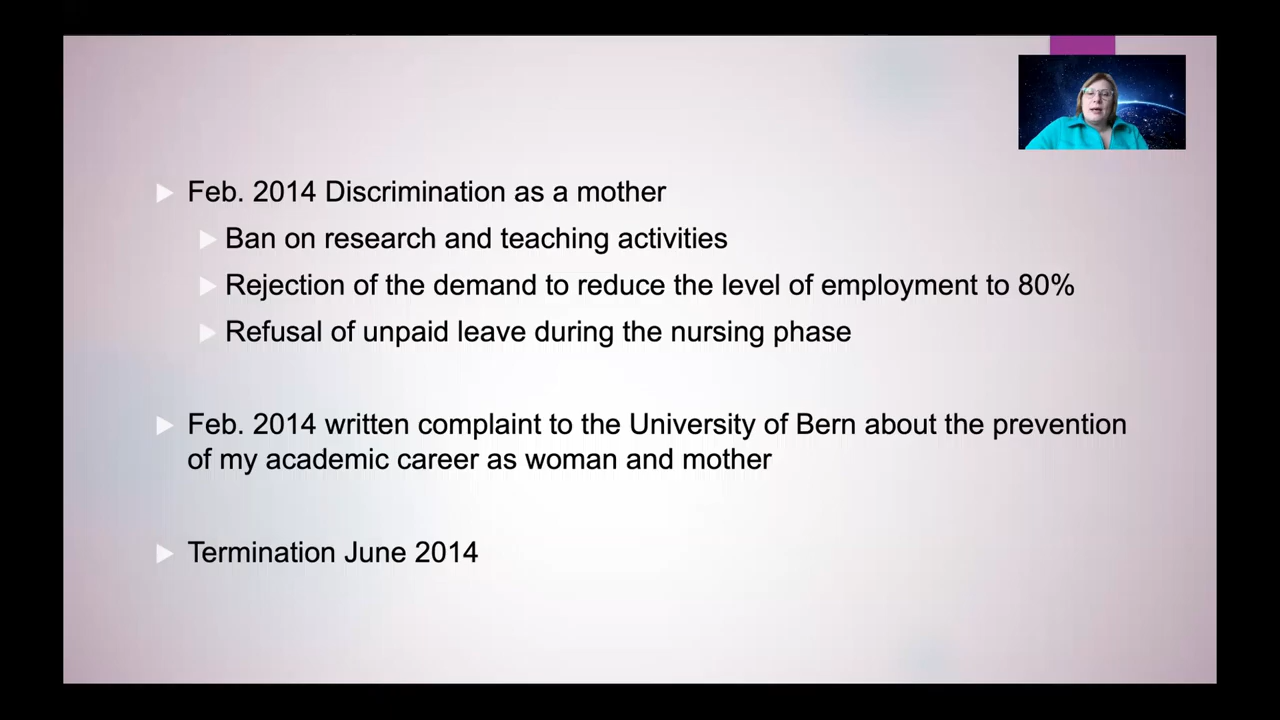 Feb. 2014 Discrimination as a mother
Ban on research and teaching activities
Rejection of the demand to reduce the level of employment to 80%
Refusal of unpaid leave during the nursing phase
Feb. 2014 written complaint to the University of Bern about the prevention
of my academic career as woman and mother
Termination June 2014